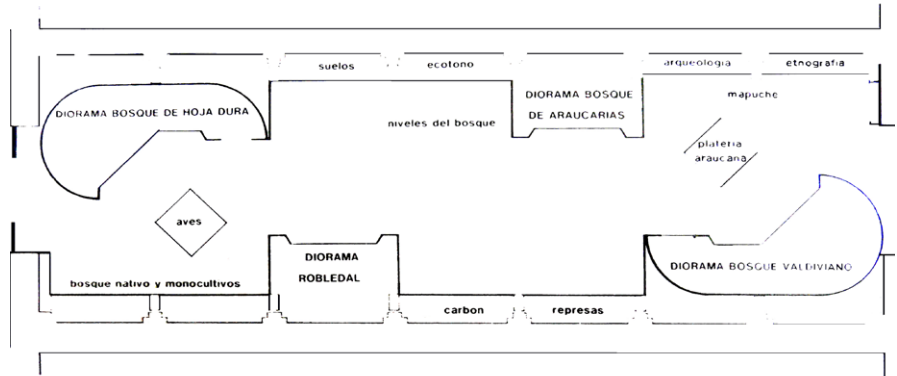 suelos
ecotono
arqueologia
etnografia
DIORAMA BOSQUE DE HOJA DURA
niveles del bosque
DIORAMA BOSQUE
DE ARAUCARIAS
mapuche
plateria
araucana
aves
DIORAMA
ROBLEDAL
bosque nativo y monocultivos
DIORAMA BOSQUE VALDIVIANO
carbon
represas